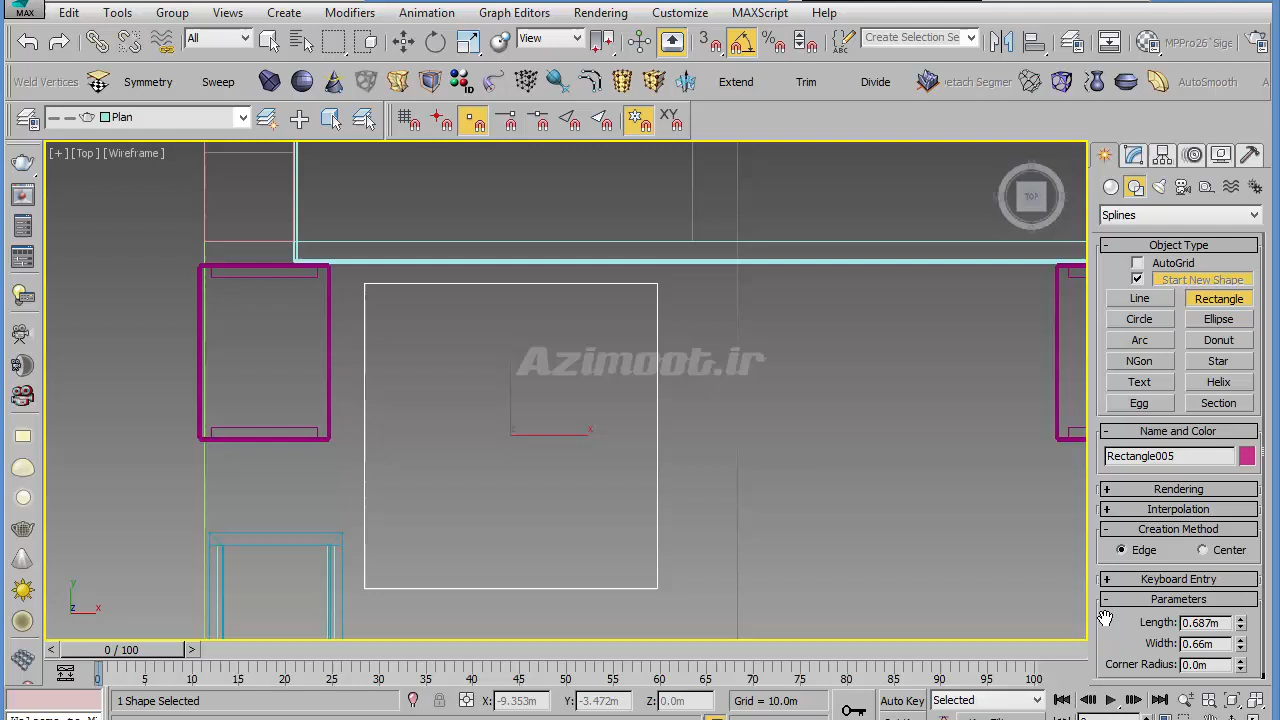 MAX Edit Tools Group Views Create Modifiers Animation Graph Editors Rendering Customize MAXScript Help
All View 3 Create Selection Se
Weld Vertices Symmetry Sweep ID Extend Trim Divide etach Segmer AutoSmooth
Plan XY
[+] [Top] [Wireframe]
TOP
Azimoot.ir
x
y
z x
Splines
- Object Type
AutoGrid
Start New Shape
Line Rectangle
Circle Ellipse
Arc Donut
NGon Star
Text Helix
Egg Section
- Name and Color
Rectangle005
+ Rendering
+ Interpolation
- Creation Method
Edge Center
+ Keyboard Entry
- Parameters
Length: 0.687m
Width: 0.66m
Corner Radius: 0.0m
< 0 / 100 >
0 5 10 15 20 25 30 35 40 45 50 55 60 65 70 75 80 85 90 95 100
1 Shape Selected X: -9.353m Y: -3.472m Z: 0.0m Grid = 10.0m Auto Key Selected